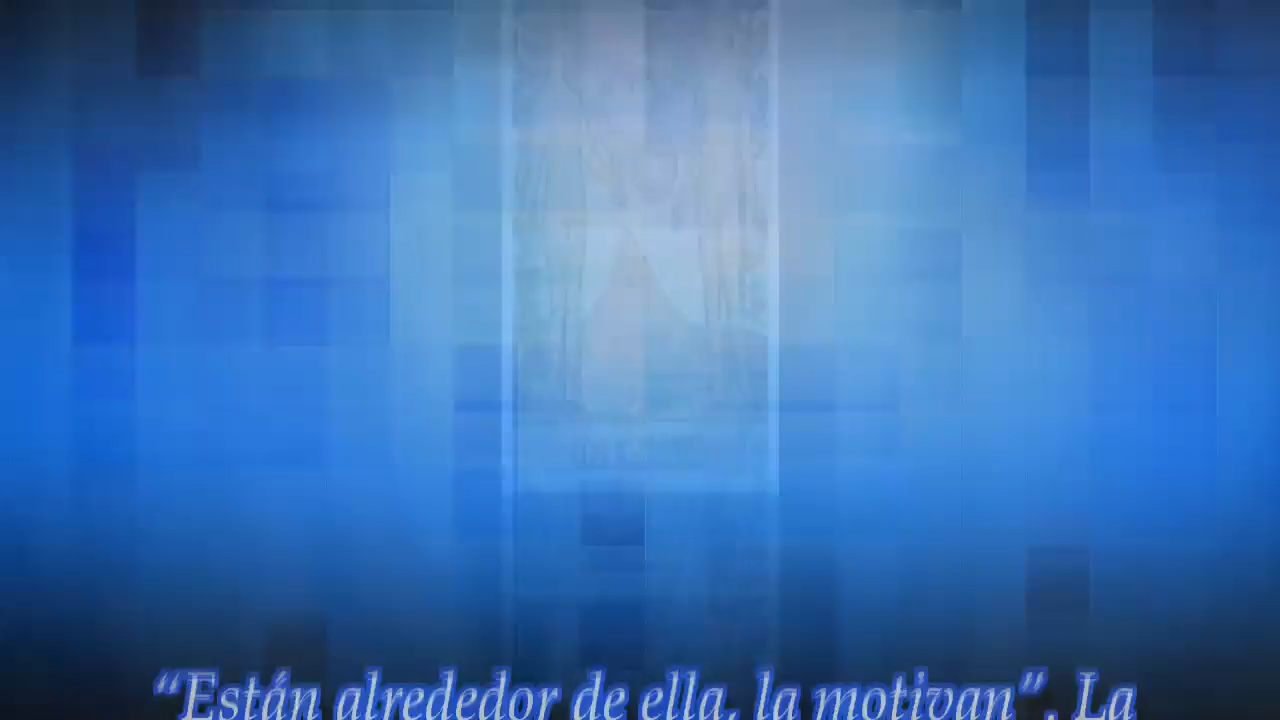 “Están alrededor de ella, la motivan”. La